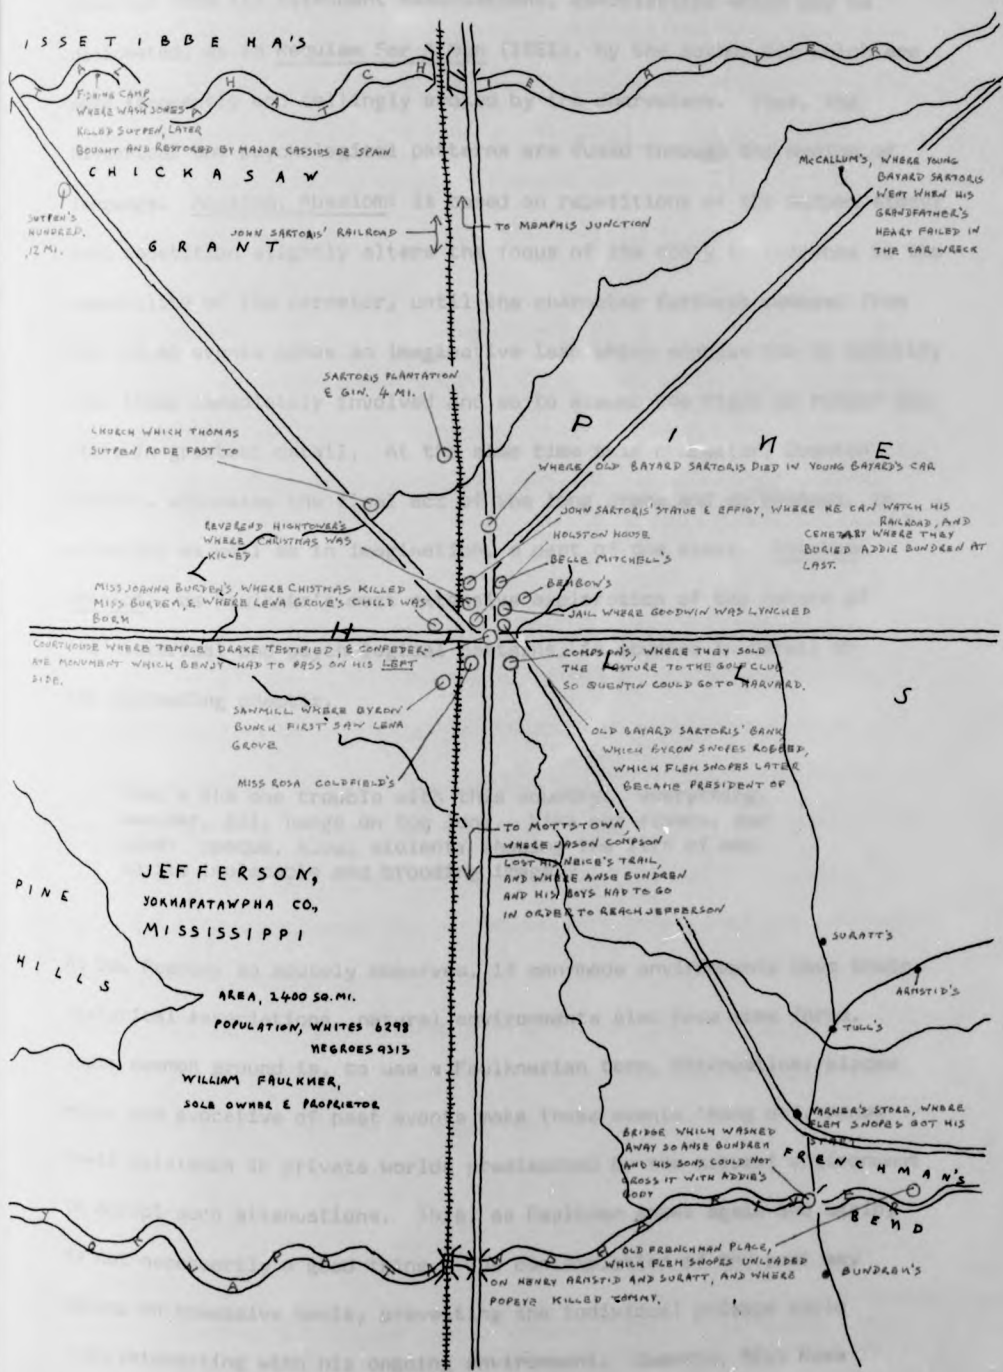 ISSETIBBEHA'S
TALLAHATCHIE RIVER
FISHING CAMP
WHERE WASH JONES
KILLED SUTPEN, LATER
BOUGHT AND RESTORED BY MAJOR CASSIUS DE SPAIN
CHICKASAW
GRANT
SUTPEN'S
HUNDRED,
12 MI.
JOHN SARTORIS' RAILROAD
TO MEMPHIS JUNCTION
McCALLUM'S, WHERE YOUNG
BAYARD SARTORIS
WENT WHEN HIS
GRANDFATHER'S
HEART FAILED IN
THE CAR WRECK
SARTORIS PLANTATION
& GIN. 4 MI.
PINE
CHURCH WHICH THOMAS
SUTPEN RODE FAST TO
WHERE OLD BAYARD SARTORIS DIED IN YOUNG BAYARD'S CAR
JOHN SARTORIS' STATUE & EFFIGY, WHERE HE CAN WATCH HIS
RAILROAD, AND
CEMETARY WHERE THEY
BURIED ADDIE BUNDREN AT
LAST.
REVEREND HIGHTOWER'S
WHERE CHRISTMAS WAS
KILLED
HOLSTON HOUSE
BELLE MITCHELL'S
BENBOW'S
JAIL WHERE GOODWIN WAS LYNCHED
MISS JOANNA BURDEN'S, WHERE CHISTMAS KILLED
MISS BURDEN, & WHERE LENA GROVE'S CHILD WAS
BORN
H I S
COURTHOUSE WHERE TEMPLE DRAKE TESTIFIED, & CONFEDER-
ATE MONUMENT WHICH BENJY HAD TO PASS ON HIS LEFT
SIDE.
COMPSON'S, WHERE THEY SOLD
THE PASTURE TO THE GOLF CLUB
SO QUENTIN COULD GO TO HARVARD.
L L
SAWMILL WHERE BYRON
BUNCH FIRST SAW LENA
GROVE
OLD BAYARD SARTORIS' BANK,
WHICH BYRON SNOPES ROBBED,
WHICH FLEM SNOPES LATER
BECAME PRESIDENT OF
MISS ROSA COLDFIELD'S
TO MOTTSTOWN,
WHERE JASON COMPSON
LOST HIS NEICE'S TRAIL,
AND WHERE ANSE BUNDREN
AND HIS BOYS HAD TO GO
IN ORDER TO REACH JEFFERSON
PINE
HILLS
JEFFERSON,
YOKNAPATAWPHA CO.,
MISSISSIPPI
AREA, 2400 SQ. MI.
POPULATION, WHITES 6298
NEGROES 9313
WILLIAM FAULKNER,
SOLE OWNER & PROPRIETOR
SURATT'S
ARMSTID'S
TULL'S
VARNER'S STORE, WHERE
FLEM SNOPES GOT HIS
START
BRIDGE WHICH WASHED
AWAY SO ANSE BUNDREN
AND HIS SONS COULD NOT
CROSS IT WITH ADDIE'S
BODY
FRENCHMAN'S
BEND
YOKNAPATAWPHA RIVER
OLD FRENCHMAN PLACE,
WHICH FLEM SNOPES UNLOADED
ON HENRY ARMSTID AND SURATT, AND WHERE
POPEYE KILLED TOMMY.
BUNDREN'S